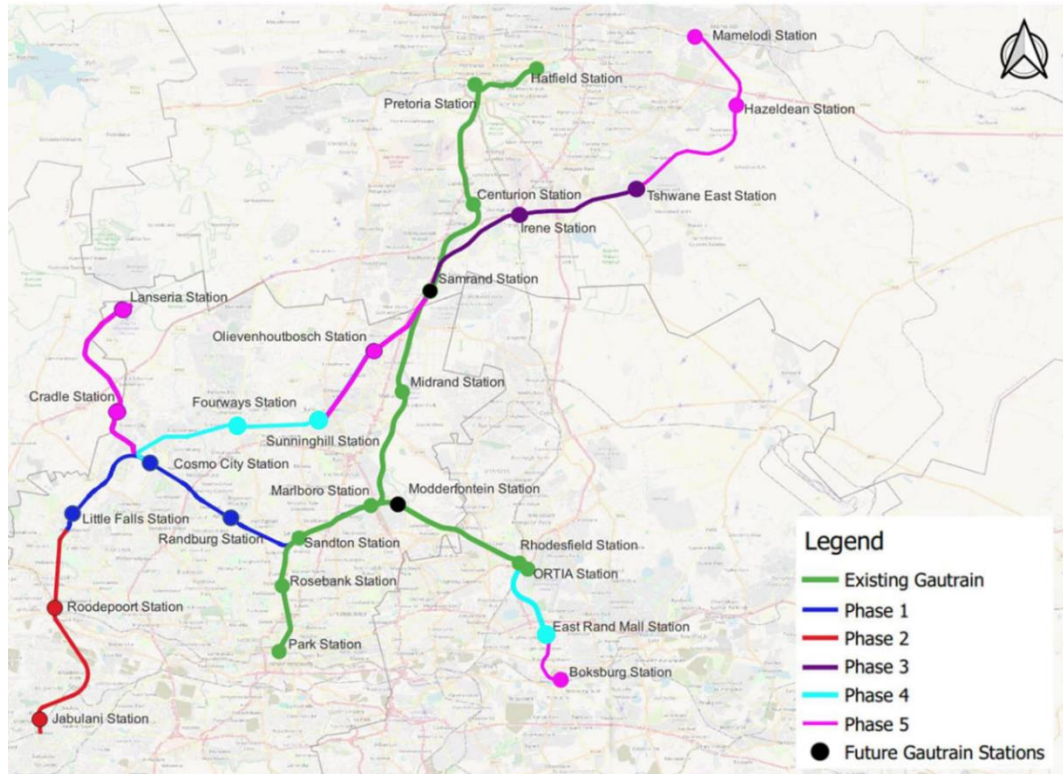 Mamelodi Station
Hatfield Station
Pretoria Station
Hazeldean Station
Centurion Station
Tshwane East Station
Irene Station
Samrand Station
Lanseria Station
Olievenhoutbosch Station
Midrand Station
Cradle Station
Fourways Station
Sunninghill Station
Cosmo City Station
Marlboro Station
Modderfontein Station
Little Falls Station
Randburg Station
Sandton Station
Rhodesfield Station
ORTIA Station
Rosebank Station
Roodepoort Station
East Rand Mall Station
Park Station
Boksburg Station
Jabulani Station
Legend
Existing Gautrain
Phase 1
Phase 2
Phase 3
Phase 4
Phase 5
Future Gautrain Stations